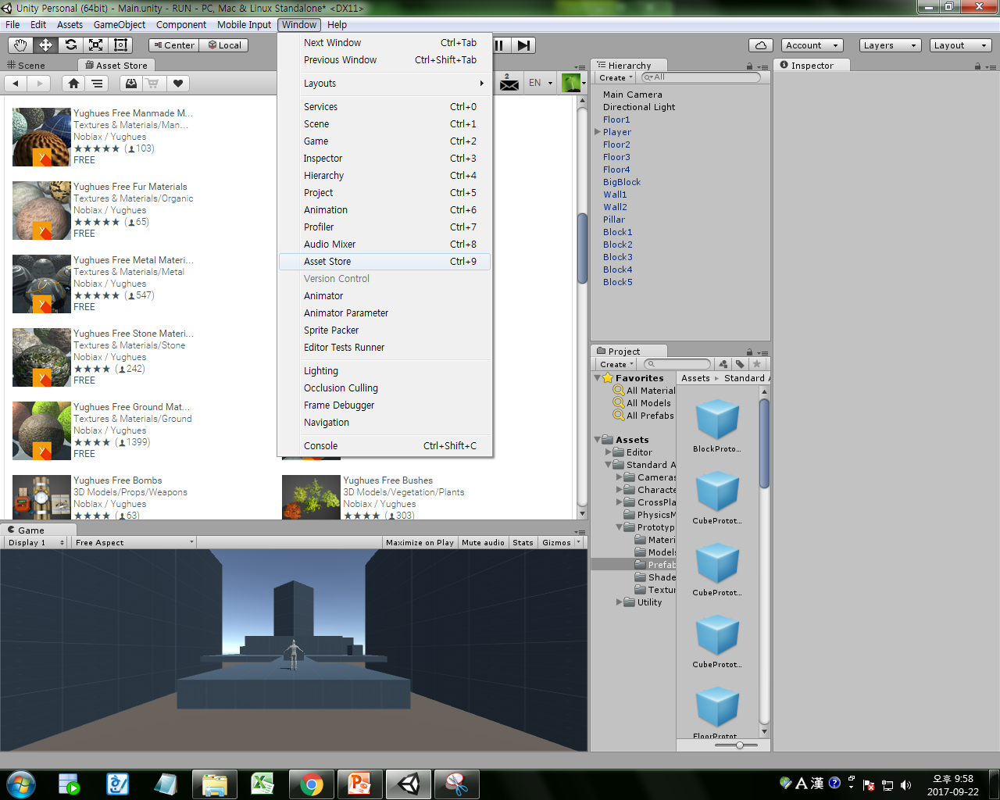 Unity Personal (64bit) - Main.unity - RUN - PC, Mac & Linux Standalone* <DX11>
File Edit Assets GameObject Component Mobile Input Window Help
Center Local
Account Layers Layout
Scene Asset Store
EN
2
Yughues Free Manmade M...
Textures & Materials/Man...
Nobiax / Yughues
★★★★★ (103)
FREE
Yughues Free Fur Materials
Textures & Materials/Organic
Nobiax / Yughues
★★★★★ (65)
FREE
Yughues Free Metal Materi...
Textures & Materials/Metal
Nobiax / Yughues
★★★★★ (547)
FREE
Yughues Free Stone Materi...
Textures & Materials/Stone
Nobiax / Yughues
★★★★ (242)
FREE
Yughues Free Ground Mat...
Textures & Materials/Ground
Nobiax / Yughues
★★★★ (1399)
FREE
Yughues Free Bombs
3D Models/Props/Weapons
Nobiax / Yughues
★★★★ (63)
Yughues Free Bushes
3D Models/Vegetation/Plants
Nobiax / Yughues
★★★★ (303)
Next Window Ctrl+Tab
Previous Window Ctrl+Shift+Tab
Layouts
Services Ctrl+0
Scene Ctrl+1
Game Ctrl+2
Inspector Ctrl+3
Hierarchy Ctrl+4
Project Ctrl+5
Animation Ctrl+6
Profiler Ctrl+7
Audio Mixer Ctrl+8
Asset Store Ctrl+9
Version Control
Animator
Animator Parameter
Sprite Packer
Editor Tests Runner
Lighting
Occlusion Culling
Frame Debugger
Navigation
Console Ctrl+Shift+C
Hierarchy
Create All
Main Camera
Directional Light
Floor1
Player
Floor2
Floor3
Floor4
BigBlock
Wall1
Wall2
Pillar
Block1
Block2
Block3
Block4
Block5
Inspector
Project
Create
Favorites
All Material
All Models
All Prefabs
Assets
Editor
Standard A
Cameras
Characte
CrossPla
PhysicsM
Prototyp
Materi
Models
Prefab
Shade
Textur
Utility
Assets ▸ Standard A
BlockProto...
CubeProtot...
CubeProtot...
CubeProtot...
FloorProtot...
Game
Display 1 Free Aspect Maximize on Play Mute audio Stats Gizmos
A 漢
오후 9:58
2017-09-22